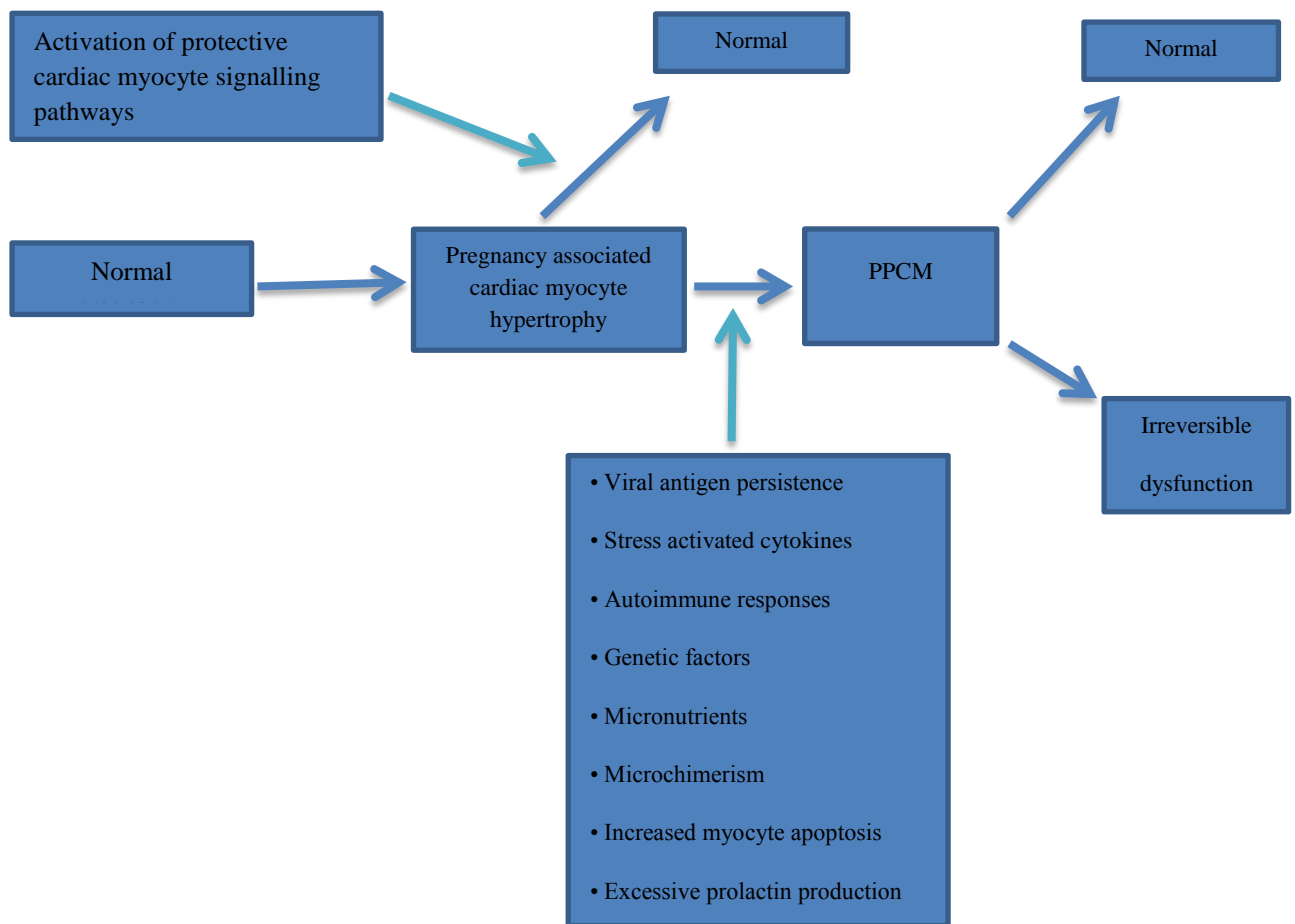 Activation of protective
cardiac myocyte signalling
pathways
Normal
Normal
Normal
Pregnancy associated
cardiac myocyte
hypertrophy
PPCM
Irreversible
dysfunction
• Viral antigen persistence
• Stress activated cytokines
• Autoimmune responses
• Genetic factors
• Micronutrients
• Microchimerism
• Increased myocyte apoptosis
• Excessive prolactin production